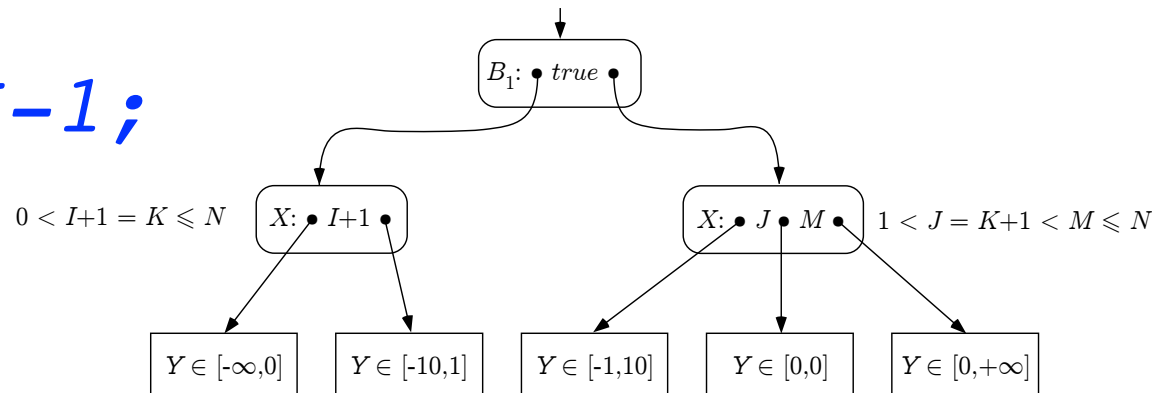 B₁: • true •
-1;
0 < I+1 = K ⩽ N
X: • I+1 •
X: • J • M •
1 < J = K+1 < M ⩽ N
Y ∈ [-∞,0]
Y ∈ [-10,1]
Y ∈ [-1,10]
Y ∈ [0,0]
Y ∈ [0,+∞]